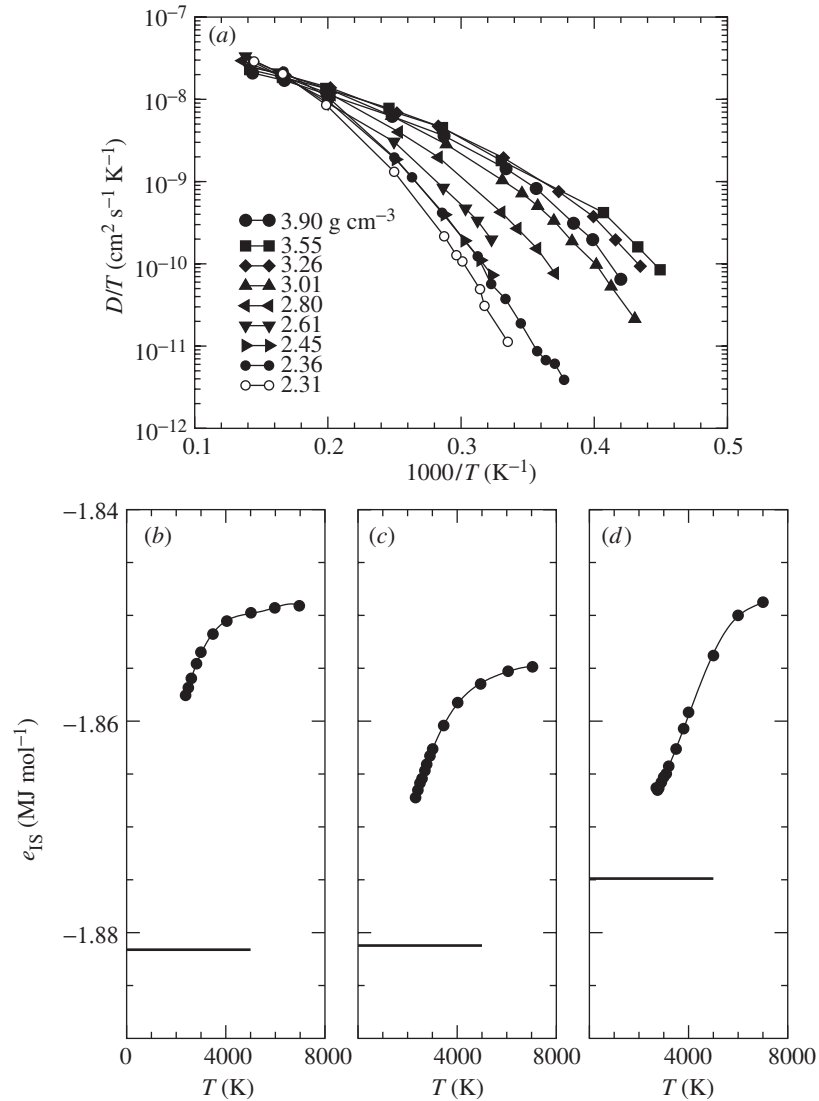 (a)
10⁻⁷
10⁻⁸
10⁻⁹
10⁻¹⁰
10⁻¹¹
10⁻¹²
D/T (cm² s⁻¹ K⁻¹)
3.90 g cm⁻³
3.55
3.26
3.01
2.80
2.61
2.45
2.36
2.31
0.1 0.2 0.3 0.4 0.5
1000/T (K⁻¹)
−1.84
−1.86
−1.88
e_IS (MJ mol⁻¹)
(b) (c) (d)
0 4000 8000 4000 8000 4000 8000
T (K) T (K) T (K)